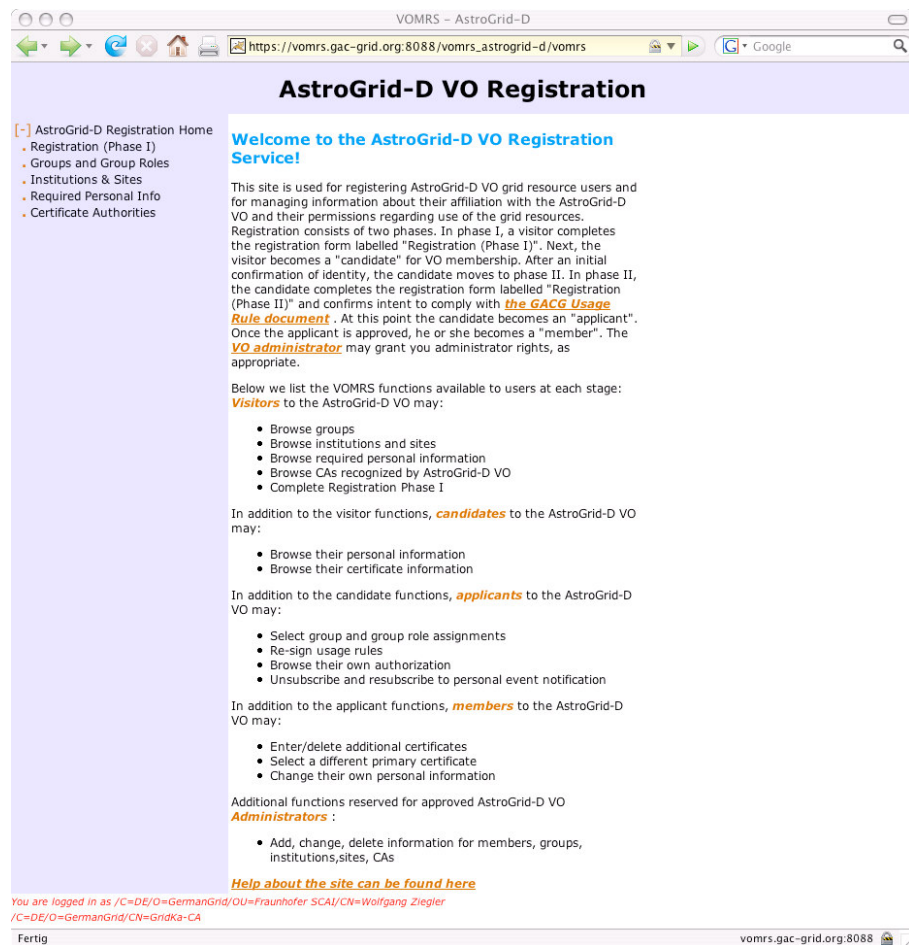 VOMRS – AstroGrid-D
https://vomrs.gac-grid.org:8088/vomrs_astrogrid-d/vomrs
G Google
AstroGrid-D VO Registration
[-] AstroGrid-D Registration Home
Registration (Phase I)
Groups and Group Roles
Institutions & Sites
Required Personal Info
Certificate Authorities
Welcome to the AstroGrid-D VO Registration
Service!
This site is used for registering AstroGrid-D VO grid resource users and
for managing information about their affiliation with the AstroGrid-D
VO and their permissions regarding use of the grid resources.
Registration consists of two phases. In phase I, a visitor completes
the registration form labelled "Registration (Phase I)". Next, the
visitor becomes a "candidate" for VO membership. After an initial
confirmation of identity, the candidate moves to phase II. In phase II,
the candidate completes the registration form labelled "Registration
(Phase II)" and confirms intent to comply with the GACG Usage
Rule document . At this point the candidate becomes an "applicant".
Once the applicant is approved, he or she becomes a "member". The
VO administrator may grant you administrator rights, as
appropriate.
Below we list the VOMRS functions available to users at each stage:
Visitors to the AstroGrid-D VO may:
• Browse groups
• Browse institutions and sites
• Browse required personal information
• Browse CAs recognized by AstroGrid-D VO
• Complete Registration Phase I
In addition to the visitor functions, candidates to the AstroGrid-D VO
may:
• Browse their personal information
• Browse their certificate information
In addition to the candidate functions, applicants to the AstroGrid-D
VO may:
• Select group and group role assignments
• Re-sign usage rules
• Browse their own authorization
• Unsubscribe and resubscribe to personal event notification
In addition to the applicant functions, members to the AstroGrid-D
VO may:
• Enter/delete additional certificates
• Select a different primary certificate
• Change their own personal information
Additional functions reserved for approved AstroGrid-D VO
Administrators :
• Add, change, delete information for members, groups,
institutions,sites, CAs
Help about the site can be found here
You are logged in as /C=DE/O=GermanGrid/OU=Fraunhofer SCAI/CN=Wolfgang Ziegler
/C=DE/O=GermanGrid/CN=GridKa-CA
Fertig
vomrs.gac-grid.org:8088